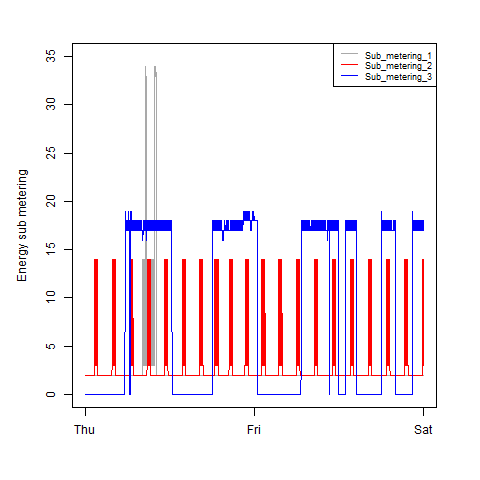 Sub_metering_1
Sub_metering_2
Sub_metering_3
Energy sub metering
35
30
25
20
15
10
5
0
Thu Fri Sat